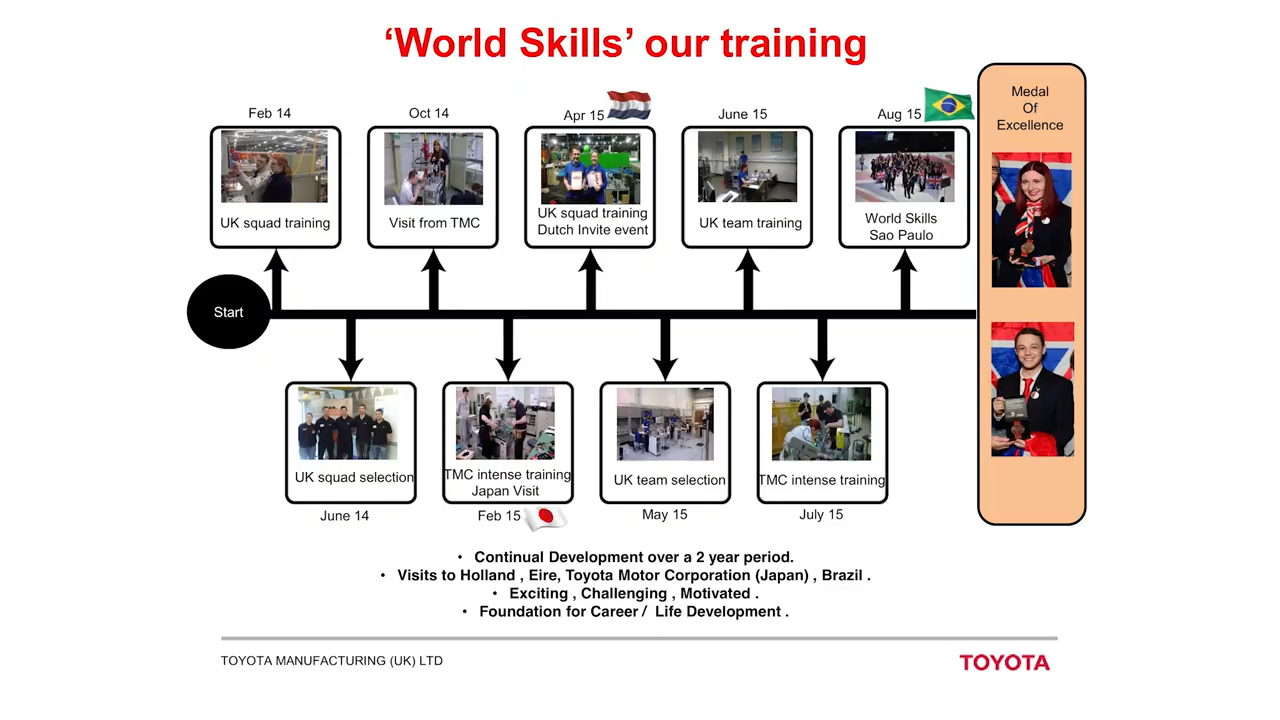 ‘World Skills’ our training
Feb 14
Oct 14
Apr 15
June 15
Aug 15
UK squad training
Visit from TMC
UK squad training
Dutch Invite event
UK team training
World Skills
Sao Paulo
Medal
Of
Excellence
Start
UK squad selection
TMC intense training
Japan Visit
UK team selection
TMC intense training
June 14
Feb 15
May 15
July 15
• Continual Development over a 2 year period.
• Visits to Holland , Eire, Toyota Motor Corporation (Japan) , Brazil .
• Exciting , Challenging , Motivated .
• Foundation for Career / Life Development .
TOYOTA MANUFACTURING (UK) LTD
TOYOTA